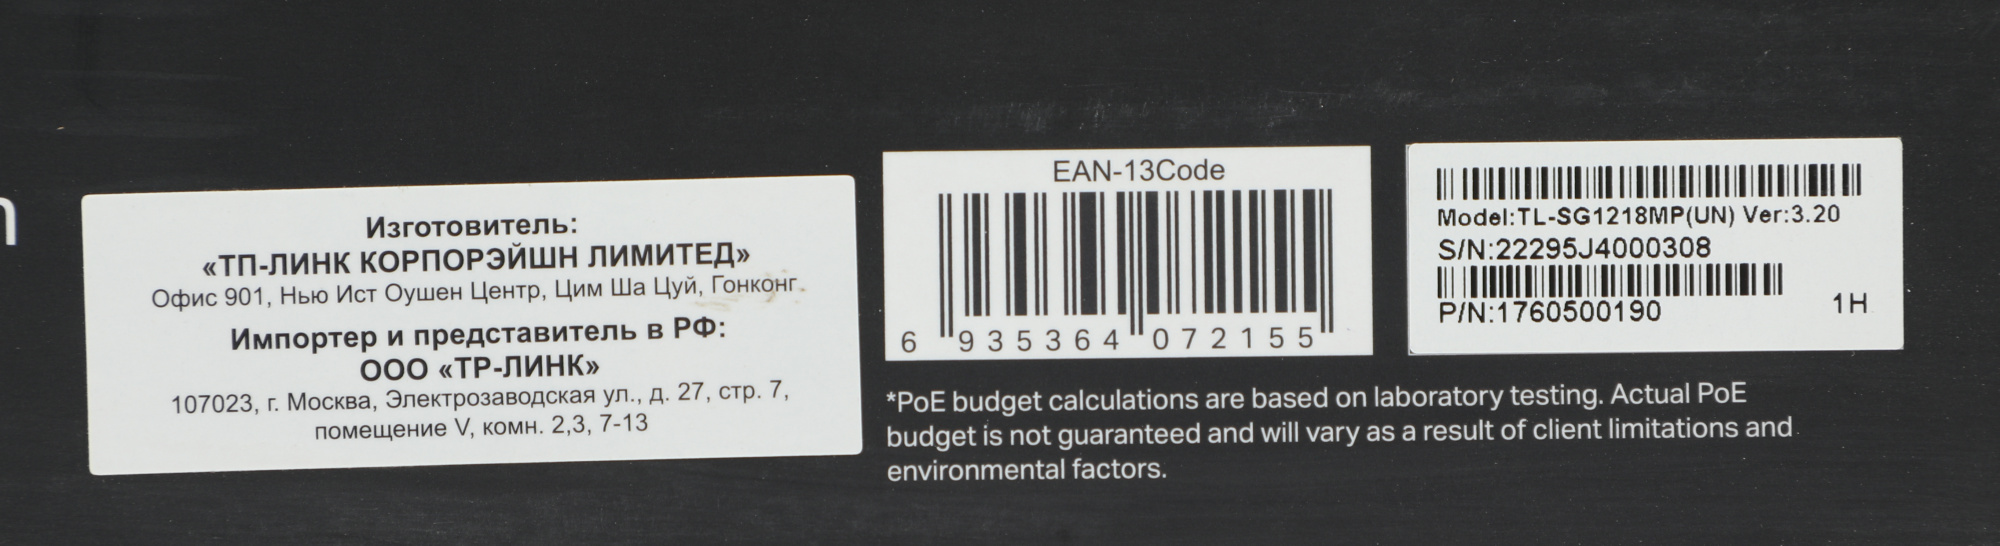 Изготовитель:
«ТП-ЛИНК КОРПОРЭЙШН ЛИМИТЕД»
Офис 901, Нью Ист Оушен Центр, Цим Ша Цуй, Гонконг.
Импортер и представитель в РФ:
ООО «ТР-ЛИНК»
107023, г. Москва, Электрозаводская ул., д. 27, стр. 7,
помещение V, комн. 2,3, 7-13
EAN-13Code
6 935364 072155
*PoE budget calculations are based on laboratory testing. Actual PoE
budget is not guaranteed and will vary as a result of client limitations and
environmental factors.
Model:TL-SG1218MP(UN) Ver:3.20
S/N:22295J4000308
P/N:1760500190
1H